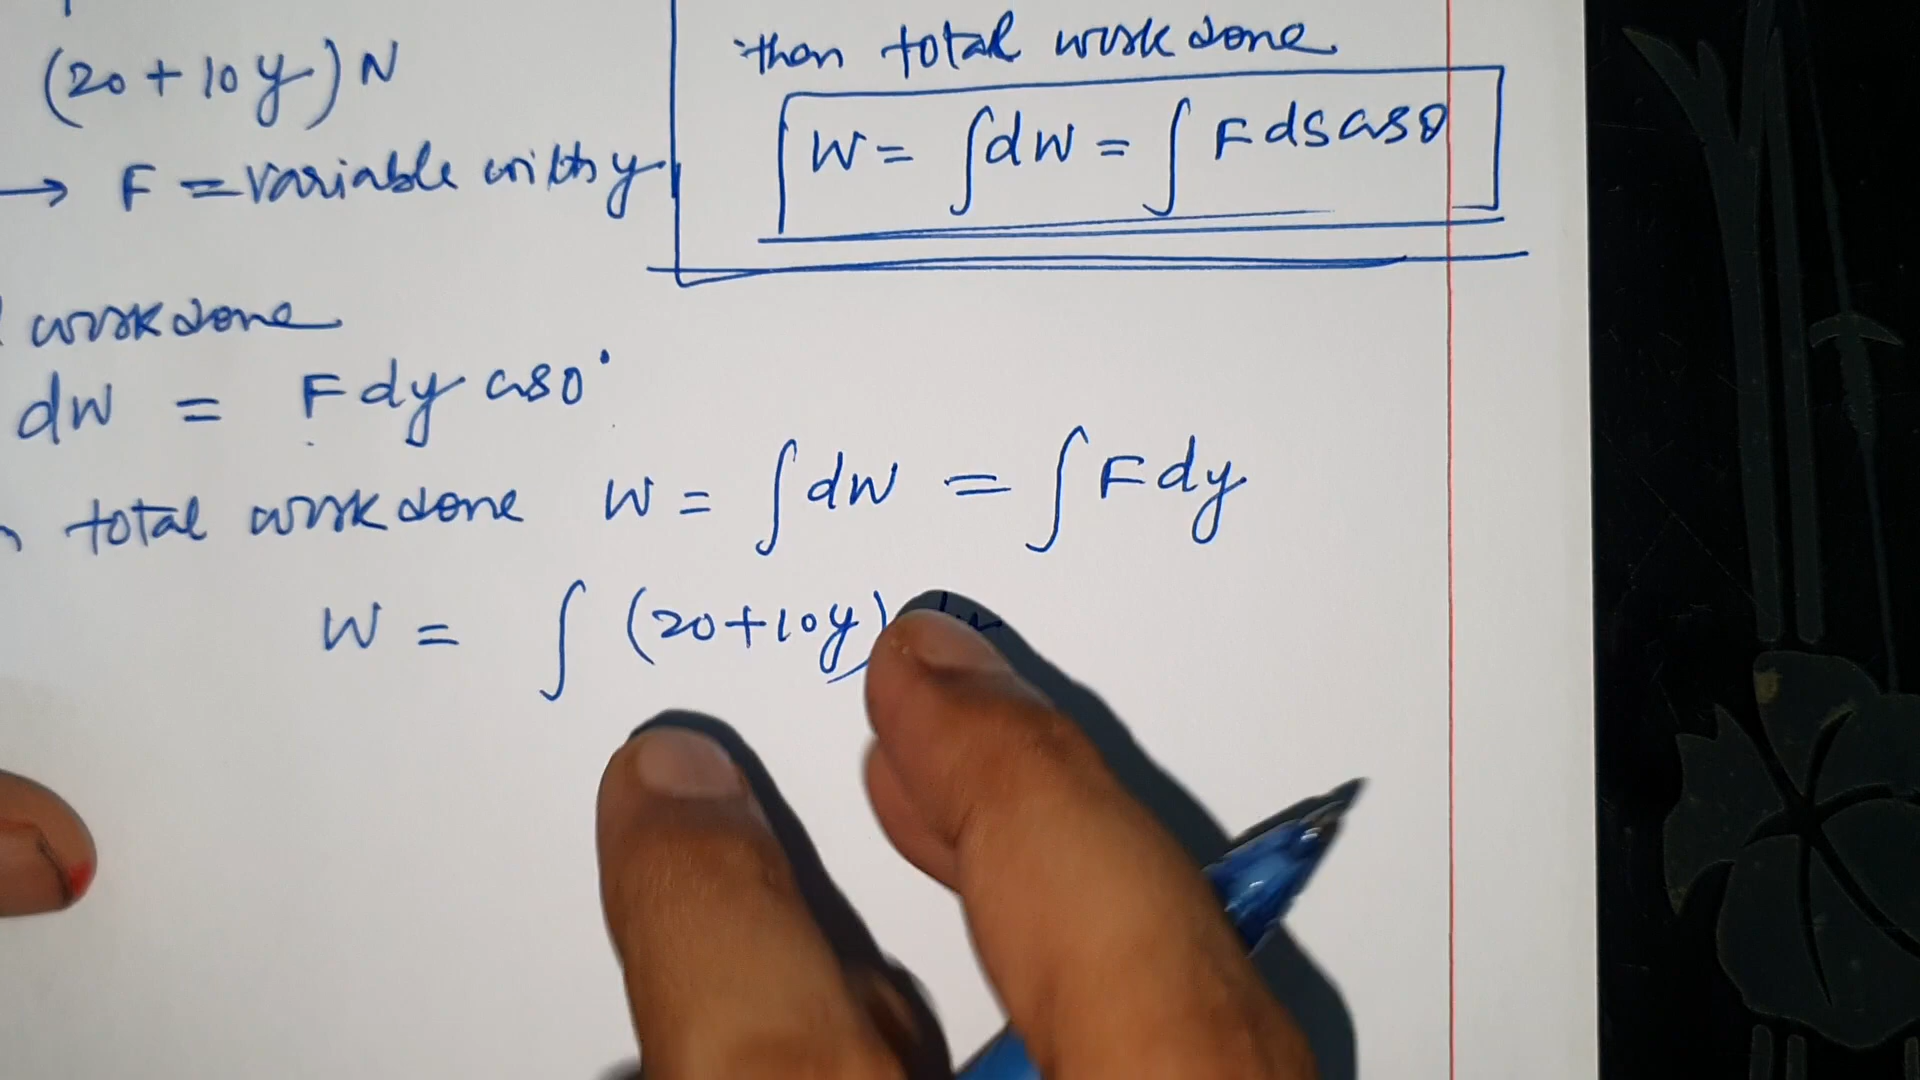 (20+10y)N
→ F = variable with y
then total work done
W = ∫dW = ∫ F ds cos θ
work done
dW = F dy cos 0°
total work done W = ∫ dW = ∫ F dy
W = ∫ (20+10y)